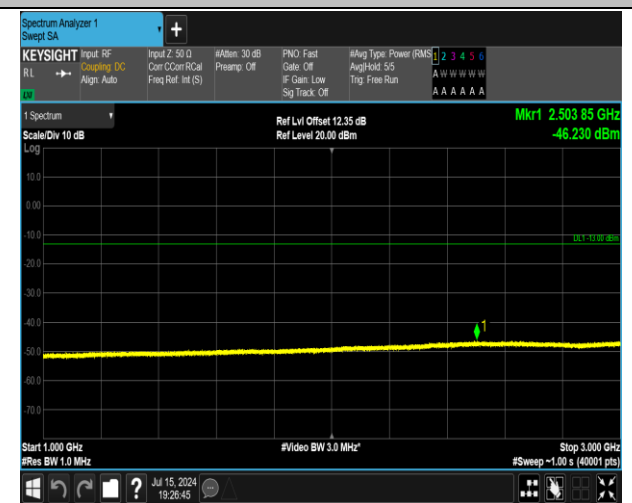 Spectrum Analyzer 1
Swept SA
+
KEYSIGHT
RL
Input: RF
Coupling: DC
Align: Auto
Input Z: 50 Ω
Corr CCorr RCal
Freq Ref: Int (S)
#Atten: 30 dB
Preamp: Off
PNO: Fast
Gate: Off
IF Gain: Low
Sig Track: Off
#Avg Type: Power (RMS
Avg|Hold: 5/5
Trig: Free Run
1 2 3 4 5 6
A W W W W W
A A A A A A
1 Spectrum
Scale/Div 10 dB
Ref Lvl Offset 12.35 dB
Ref Level 20.00 dBm
Mkr1 2.503 85 GHz
-46.230 dBm
Log
10.0
0.00
-10.0
DL1 -13.00 dBm
-20.0
-30.0
-40.0
1
-50.0
-60.0
-70.0
Start 1.000 GHz
#Res BW 1.0 MHz
#Video BW 3.0 MHz*
Stop 3.000 GHz
#Sweep ~1.00 s (40001 pts)
?
Jul 15, 2024
19:26:45